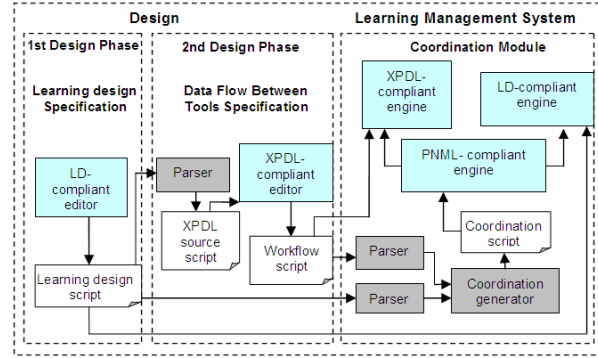 Design
Learning Management System
1st Design Phase
Learning design
Specification
2nd Design Phase
Data Flow Between
Tools Specification
Coordination Module
XPDL-
compliant
engine
LD-compliant
engine
LD-
compliant
editor
Parser
XPDL-
compliant
editor
PNML- compliant
engine
XPDL
source
script
Workflow
script
Coordination
script
Learning design
script
Parser
Parser
Coordination
generator